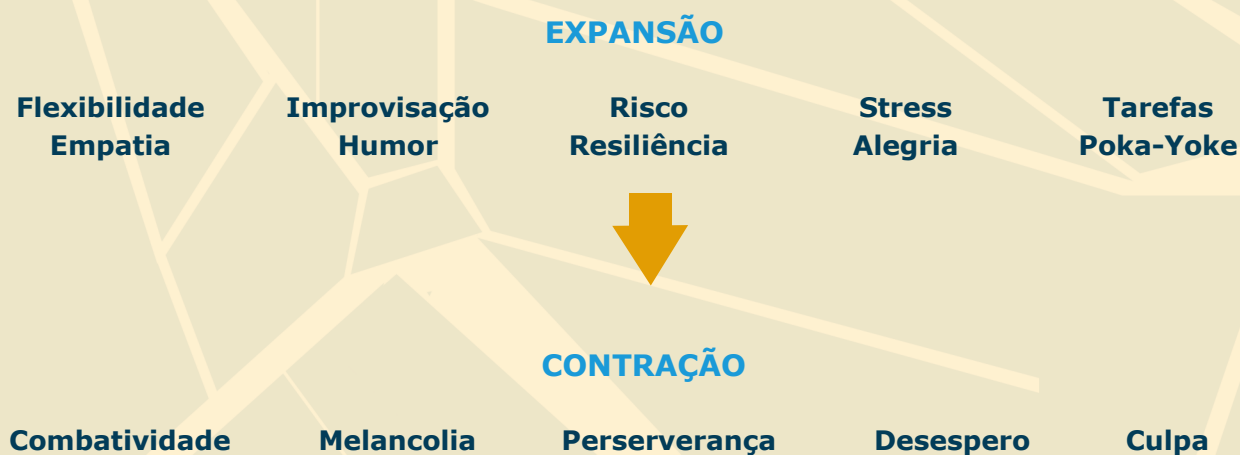 EXPANSÃO
Flexibilidade Improvisação Risco Stress Tarefas
Empatia Humor Resiliência Alegria Poka-Yoke
CONTRAÇÃO
Combatividade Melancolia Perserverança Desespero Culpa